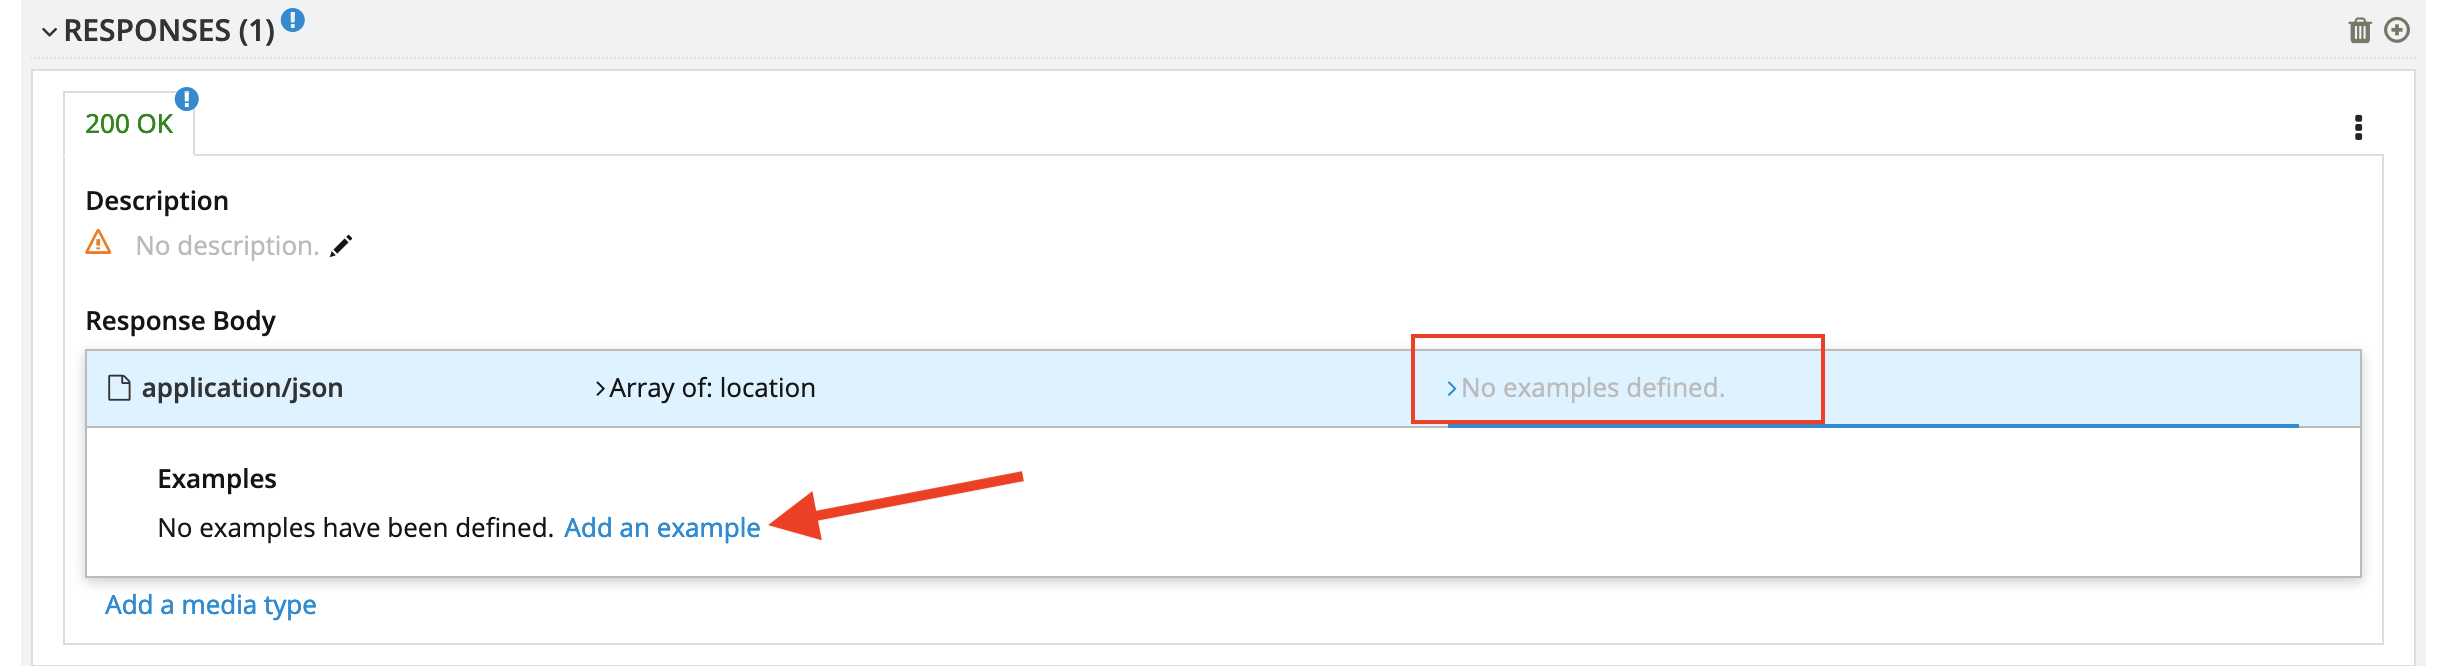 RESPONSES (1)
200 OK
Description
No description.
Response Body
application/json
Array of: location
No examples defined.
Examples
No examples have been defined. Add an example
Add a media type